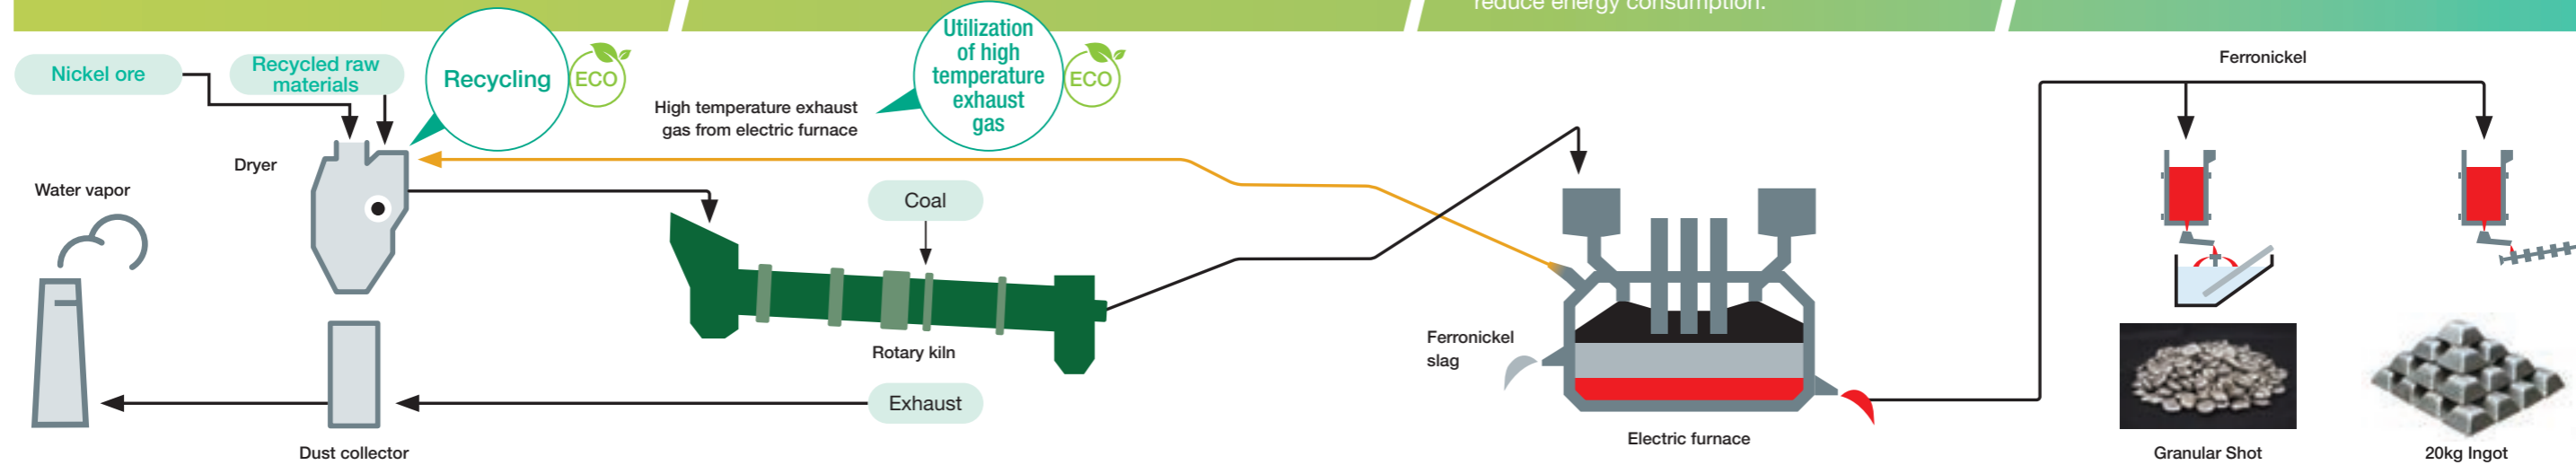 reduce energy consumption.
Nickel ore
Recycled raw
materials
Recycling
ECO
High temperature exhaust
gas from electric furnace
Utilization
of high
temperature
exhaust
gas
ECO
Ferronickel
Dryer
Water vapor
Coal
Rotary kiln
Ferronickel
slag
Exhaust
Electric furnace
Dust collector
Granular Shot
20kg Ingot